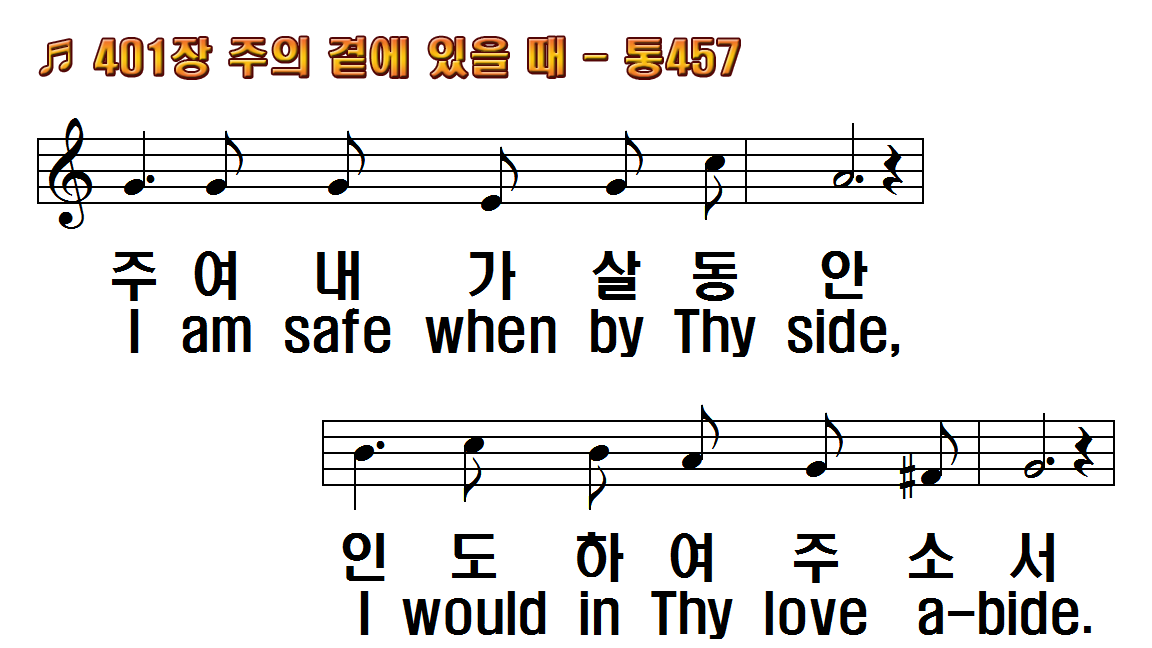 401장 주의 곁에 있을 때 - 통457
주 여 내 가 살 동 안
I am safe when by Thy side,
인 도 하 여 주 소 서
I would in Thy love a-bide.